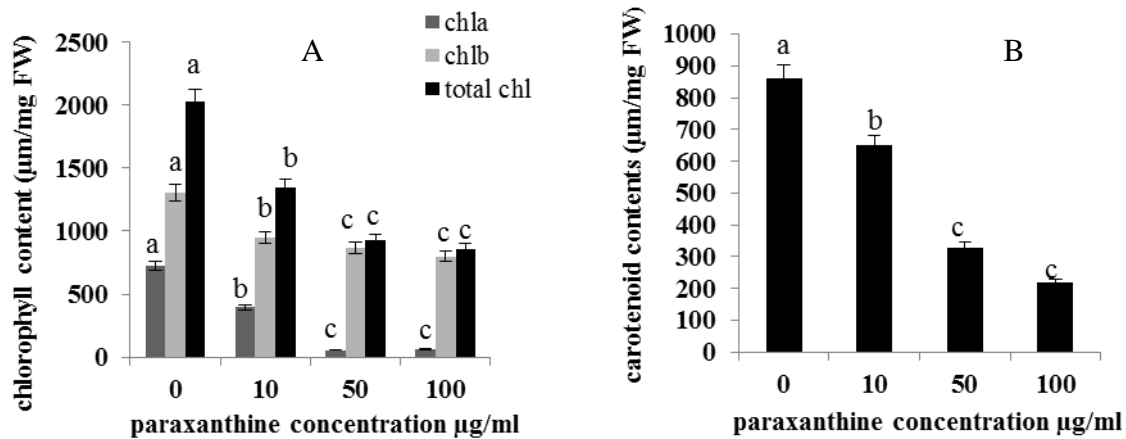 chlorophyll content (µm/mg FW)
2500
2000
1500
1000
500
0
chla
chlb
total chl
A
a
a
a
b
b
b
c
c
c
c
c
c
0 10 50 100
paraxanthine concentration µg/ml
carotenoid contents (µm/mg FW)
1000
900
800
700
600
500
400
300
200
100
0
B
a
b
c
c
0 10 50 100
paraxanthine concentration µg/ml